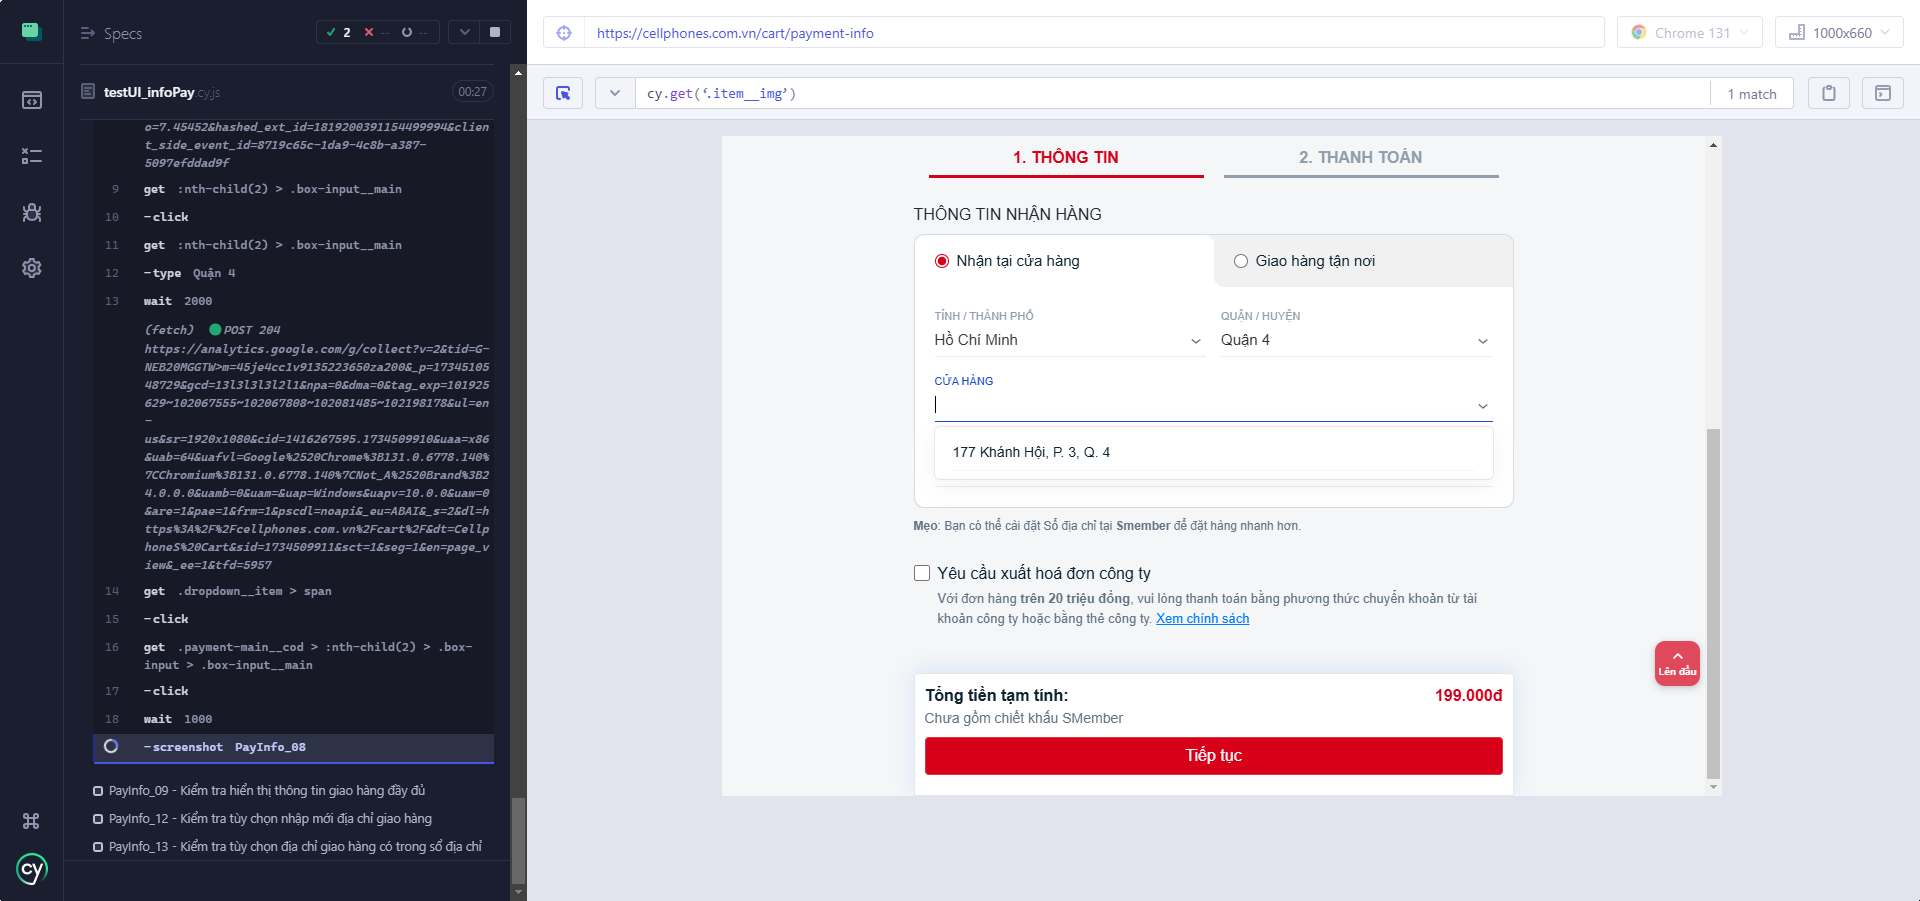 Specs
2
--
--
https://cellphones.com.vn/cart/payment-info
Chrome 131
1000x660
testUI_infoPay.cy.js
00:27
cy.get(‘.item__img’)
1 match
o=7.45452&hashed_ext_id=1819200391154499994&clien
t_side_event_id=8719c65c-1da9-4c8b-a387-
5097efddad9f
9 get :nth-child(2) > .box-input__main
10 -click
11 get :nth-child(2) > .box-input__main
12 -type Quận 4
13 wait 2000
(fetch) POST 204
https://analytics.google.com/g/collect?v=2&tid=G-
NEB20MGGTW>m=45je4cc1v9135223650za200&_p=17345105
48729&gcd=13l3l3l3l2l1&npa=0&dma=0&tag_exp=101925
629~102067555~102067808~102081485~102198178&ul=en
-
us&sr=1920x1080&cid=1416267595.1734509910&uaa=x86
&uab=64&uafvl=Google%2520Chrome%3B131.0.6778.140%
7CChromium%3B131.0.6778.140%7CNot_A%2520Brand%3B2
4.0.0.0&uamb=0&uam=&uap=Windows&uapv=10.0.0&uaw=0
&are=1&pae=1&frm=1&pscdl=noapi&_eu=ABAI&_s=2&dl=h
ttps%3A%2F%2Fcellphones.com.vn%2Fcart%2F&dt=Cellp
honeS%20Cart&sid=1734509911&sct=1&seg=1&en=page_v
iew&_ee=1&tfd=5957
14 get .dropdown__item > span
15 -click
16 get .payment-main__cod > :nth-child(2) > .box-
input > .box-input__main
17 -click
18 wait 1000
-screenshot PayInfo_08
PayInfo_09 - Kiểm tra hiển thị thông tin giao hàng đầy đủ
PayInfo_12 - Kiểm tra tùy chọn nhập mới địa chỉ giao hàng
PayInfo_13 - Kiểm tra tùy chọn địa chỉ giao hàng có trong sổ địa chỉ
cy
1. THÔNG TIN
2. THANH TOÁN
THÔNG TIN NHẬN HÀNG
Nhận tại cửa hàng
Giao hàng tận nơi
TỈNH / THÀNH PHỐ
QUẬN / HUYỆN
Hồ Chí Minh
Quận 4
CỬA HÀNG
177 Khánh Hội, P. 3, Q. 4
Mẹo: Bạn có thể cài đặt Sổ địa chỉ tại Smember để đặt hàng nhanh hơn.
Yêu cầu xuất hoá đơn công ty
Với đơn hàng trên 20 triệu đồng, vui lòng thanh toán bằng phương thức chuyển khoản từ tài
khoản công ty hoặc bằng thẻ công ty. Xem chính sách
Lên đầu
Tổng tiền tạm tính:
199.000đ
Chưa gồm chiết khấu SMember
Tiếp tục